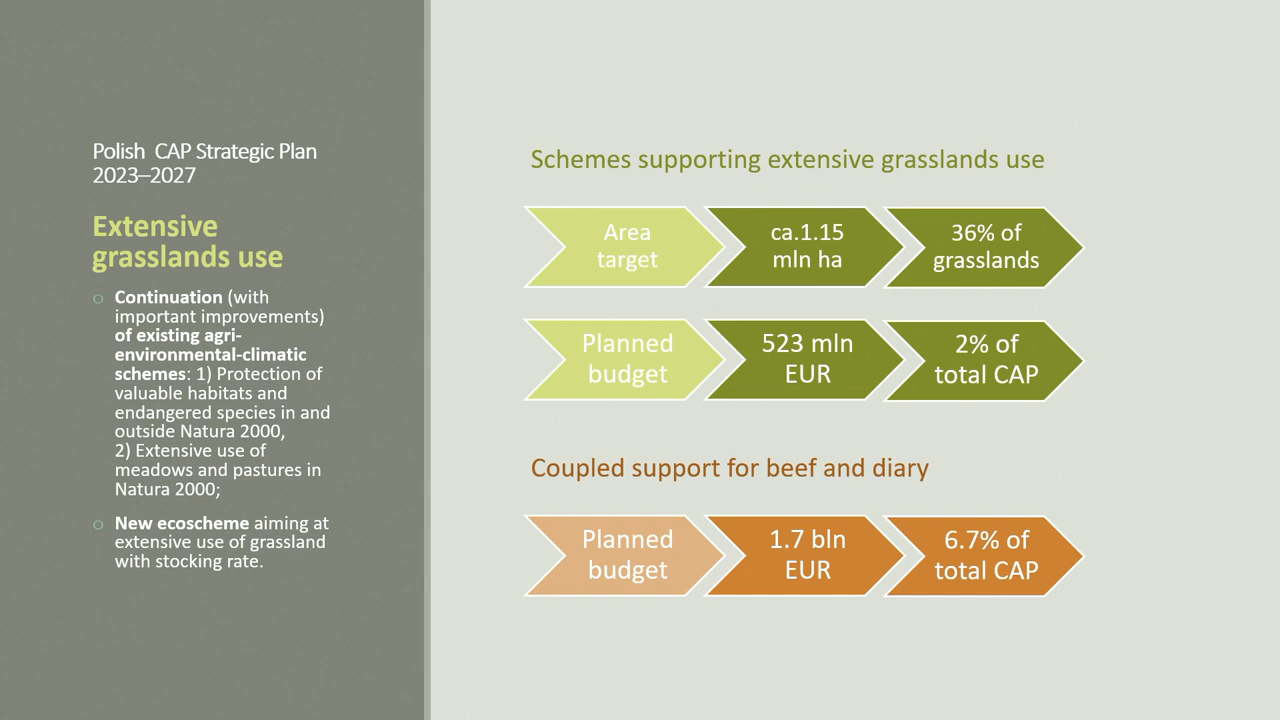 Polish CAP Strategic Plan
2023–2027
Extensive
grasslands use
Continuation (with
important improvements)
of existing agri-
environmental-climatic
schemes: 1) Protection of
valuable habitats and
endangered species in and
outside Natura 2000,
2) Extensive use of
meadows and pastures in
Natura 2000;
New ecoscheme aiming at
extensive use of grassland
with stocking rate.
Schemes supporting extensive grasslands use
Area
target
ca.1.15
mln ha
36% of
grasslands
Planned
budget
523 mln
EUR
2% of
total CAP
Coupled support for beef and diary
Planned
budget
1.7 bln
EUR
6.7% of
total CAP